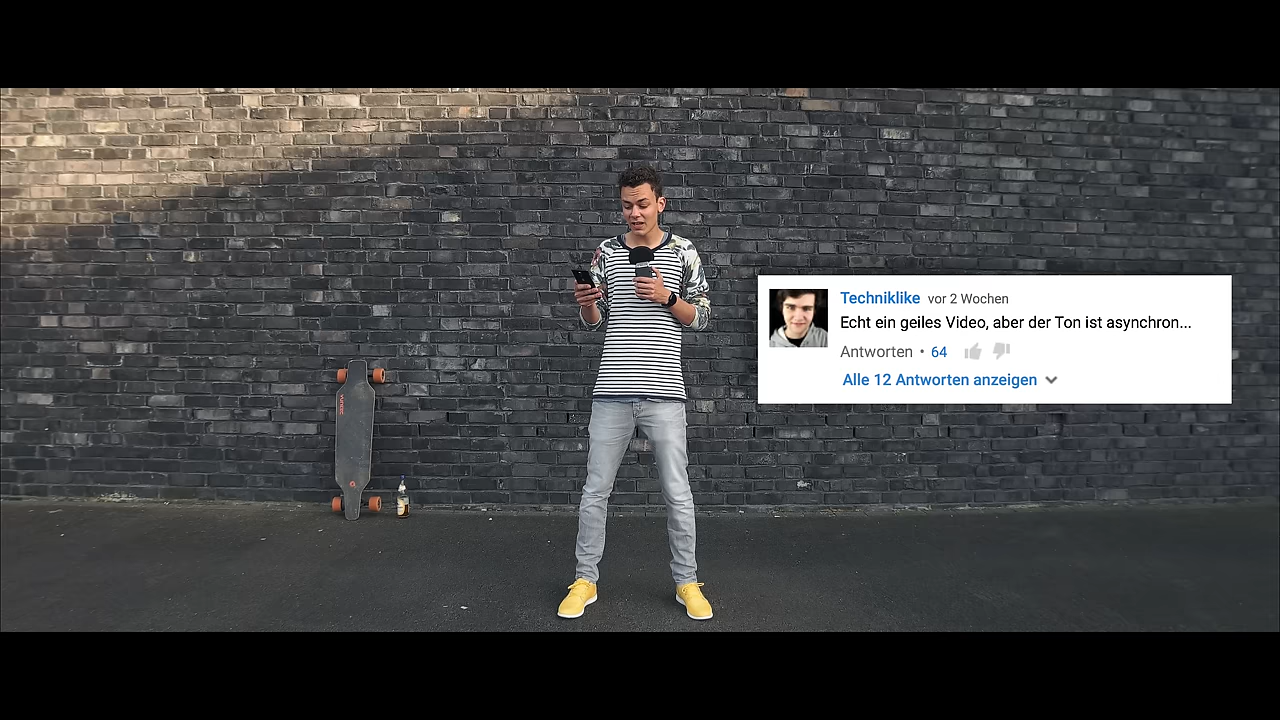 Techniklike vor 2 Wochen
Echt ein geiles Video, aber der Ton ist asynchron...
Antworten • 64
Alle 12 Antworten anzeigen